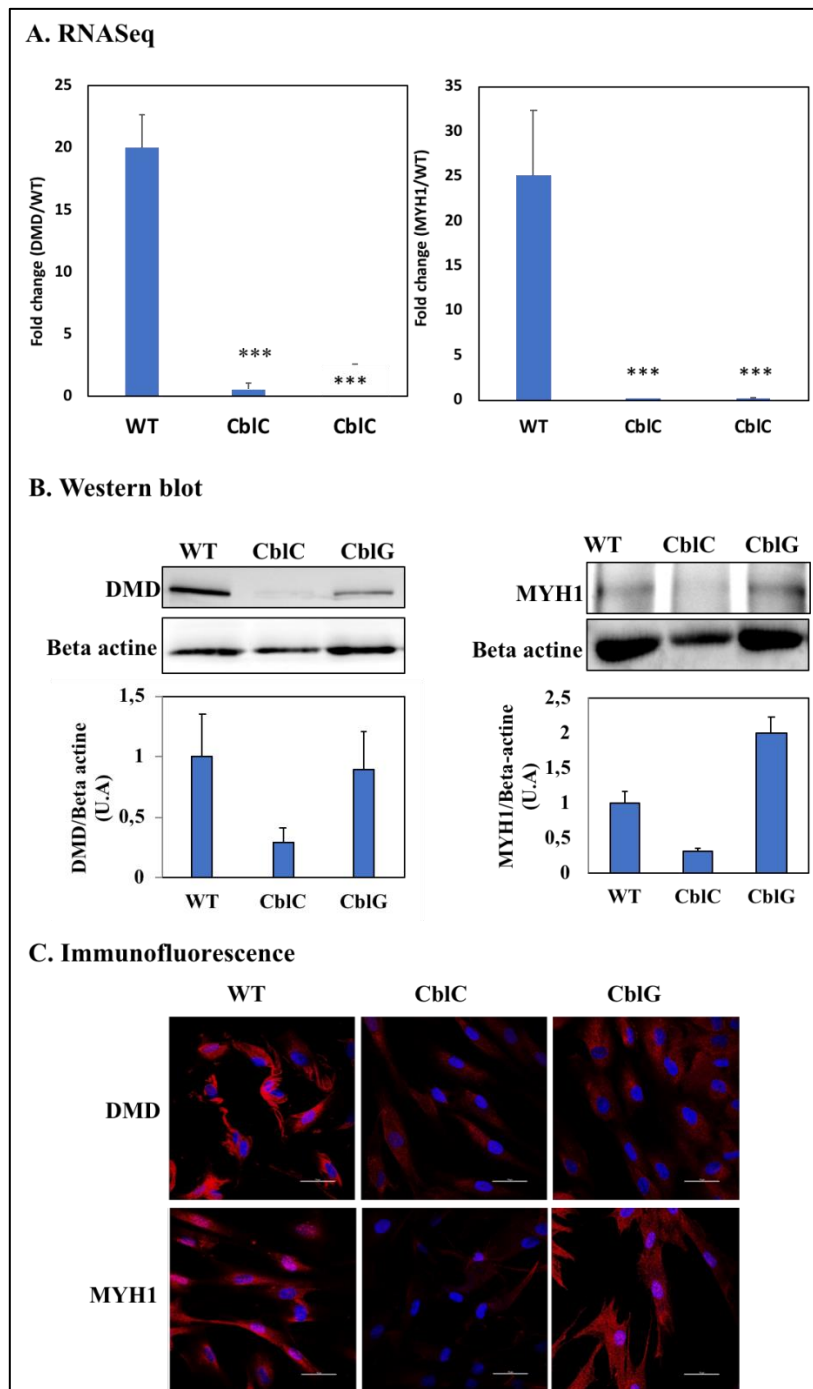 A. RNASeq
Fold change (DMD/WT)
25
20
15
10
5
0
***
***
WT CblC CblC
Fold change (MYH1/WT)
35
30
25
20
15
10
5
0
*** ***
WT CblC CblC
B. Western blot
WT CblC CblG
DMD
Beta actine
DMD/Beta actine
(U.A)
1,5
1
0,5
0
WT CblC CblG
WT CblC CblG
MYH1
Beta actine
MYH1/Beta-actine
(U.A)
2,5
2
1,5
1
0,5
0
WT CblC CblG
C. Immunofluorescence
WT CblC CblG
DMD
MYH1